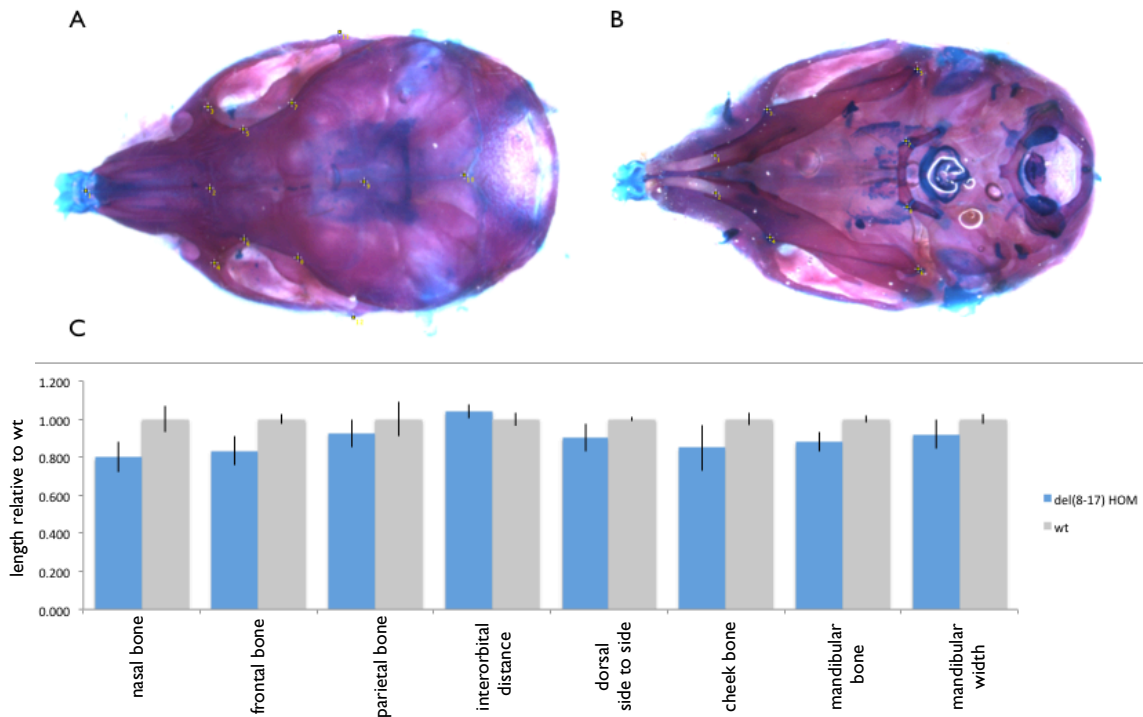 A
B
C
length relative to wt
1.200
1.000
0.800
0.600
0.400
0.200
0.000
nasal bone
frontal bone
parietal bone
interorbital
distance
dorsal
side to side
cheek bone
mandibular
bone
mandibular
width
del(8-17) HOM
wt